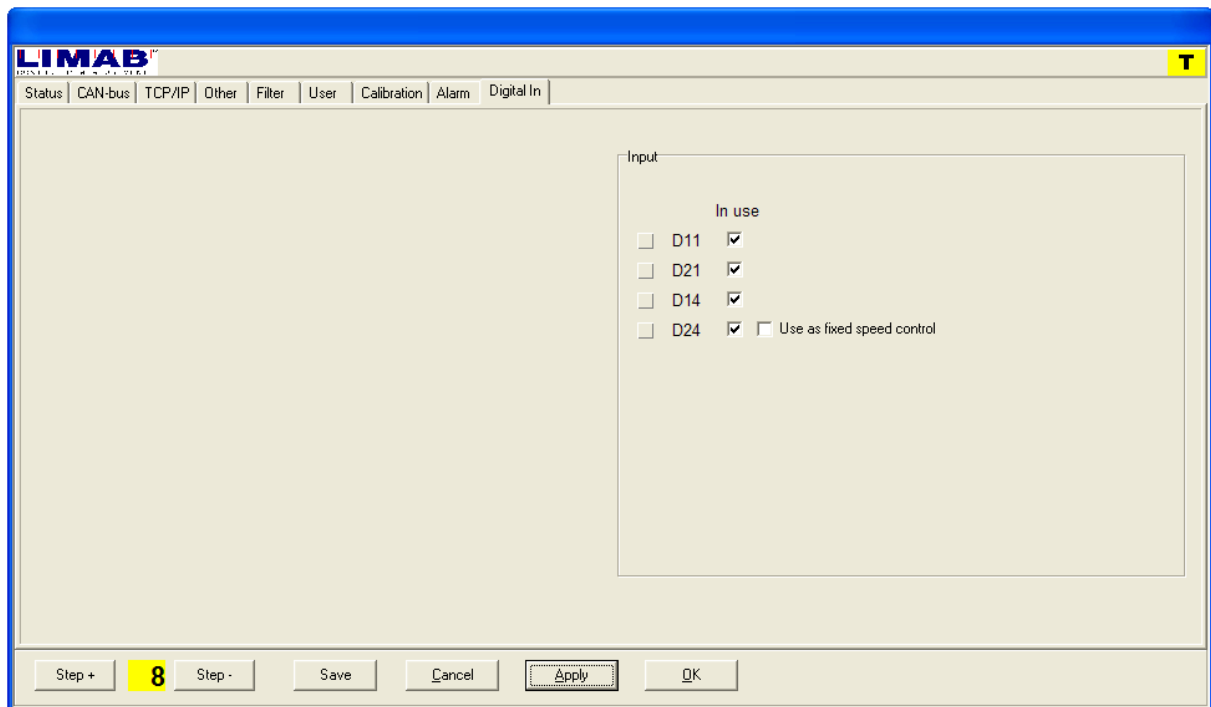 LIMAB
T
Status CAN-bus TCP/IP Other Filter User Calibration Alarm Digital In
Input
In use
D11
D21
D14
D24 Use as fixed speed control
Step + 8 Step - Save Cancel Apply OK